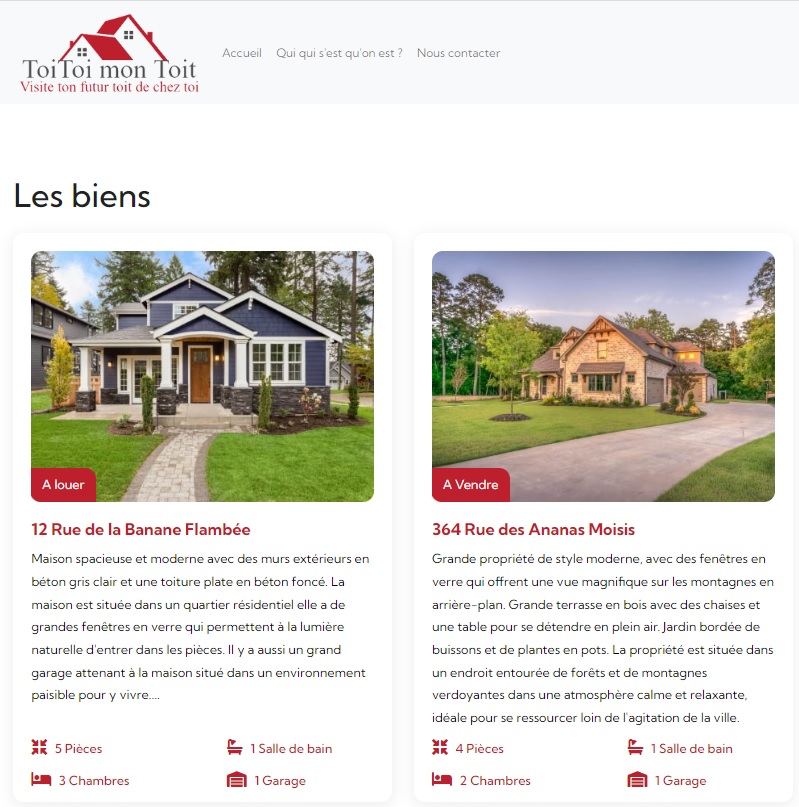 ToiToi mon Toit
Visite ton futur toit de chez toi
Accueil
Qui qui s'est qu'on est ?
Nous contacter
Les biens
A louer
12 Rue de la Banane Flambée
Maison spacieuse et moderne avec des murs extérieurs en
béton gris clair et une toiture plate en béton foncé. La
maison est située dans un quartier résidentiel elle a de
grandes fenêtres en verre qui permettent à la lumière
naturelle d'entrer dans les pièces. Il y a aussi un grand
garage attenant à la maison situé dans un environnement
paisible pour y vivre....
5 Pièces
1 Salle de bain
3 Chambres
1 Garage
A Vendre
364 Rue des Ananas Moisis
Grande propriété de style moderne, avec des fenêtres en
verre qui offrent une vue magnifique sur les montagnes en
arrière-plan. Grande terrasse en bois avec des chaises et
une table pour se détendre en plein air. Jardin bordée de
buissons et de plantes en pots. La propriété est située dans
un endroit entourée de forêts et de montagnes
verdoyantes dans une atmosphère calme et relaxante,
idéale pour se ressourcer loin de l'agitation de la ville.
4 Pièces
1 Salle de bain
2 Chambres
1 Garage